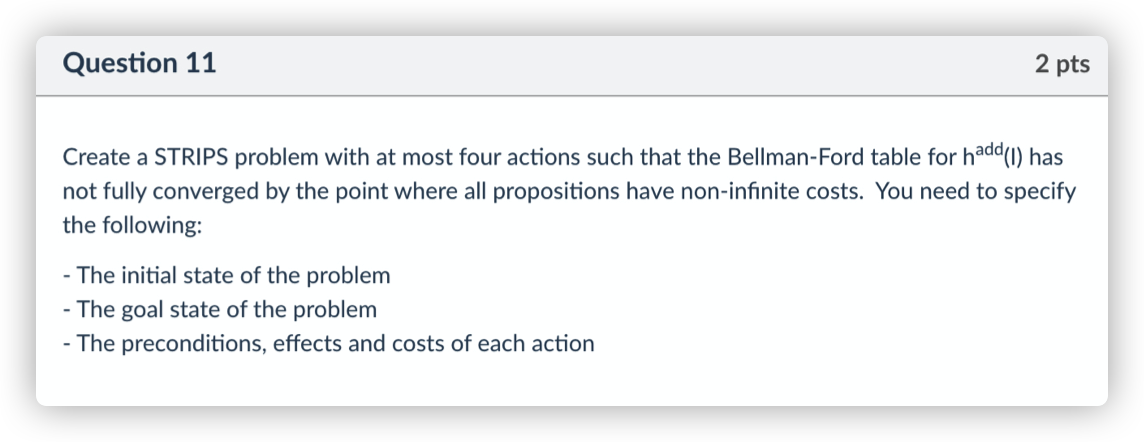 Question 11
2 pts
Create a STRIPS problem with at most four actions such that the Bellman-Ford table for hadd(I) has
not fully converged by the point where all propositions have non-infinite costs. You need to specify
the following:
- The initial state of the problem
- The goal state of the problem
- The preconditions, effects and costs of each action